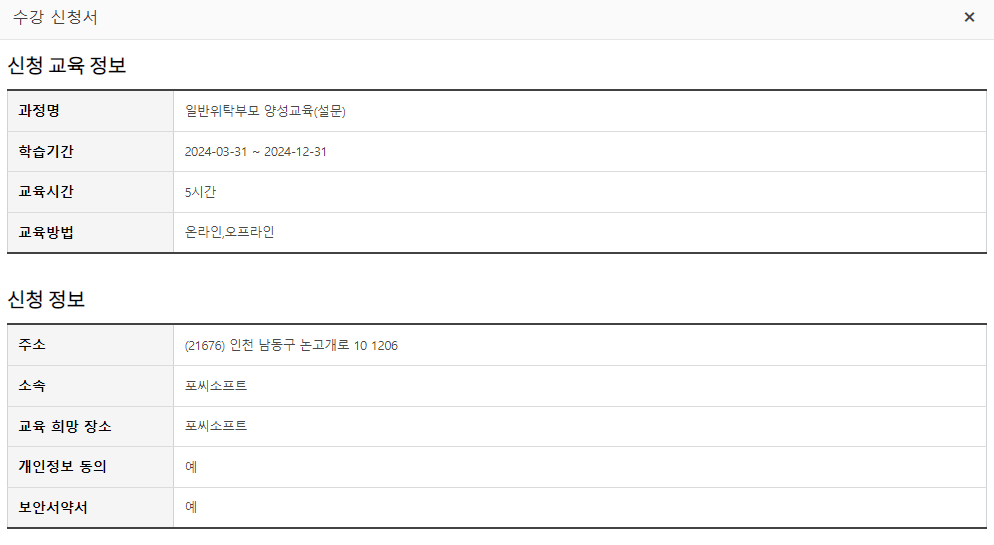 수강 신청서 ×
신청 교육 정보
과정명 일반위탁부모 양성교육(설문)
학습기간 2024-03-31 ~ 2024-12-31
교육시간 5시간
교육방법 온라인,오프라인
신청 정보
주소 (21676) 인천 남동구 논고개로 10 1206
소속 포씨소프트
교육 희망 장소 포씨소프트
개인정보 동의 예
보안서약서 예